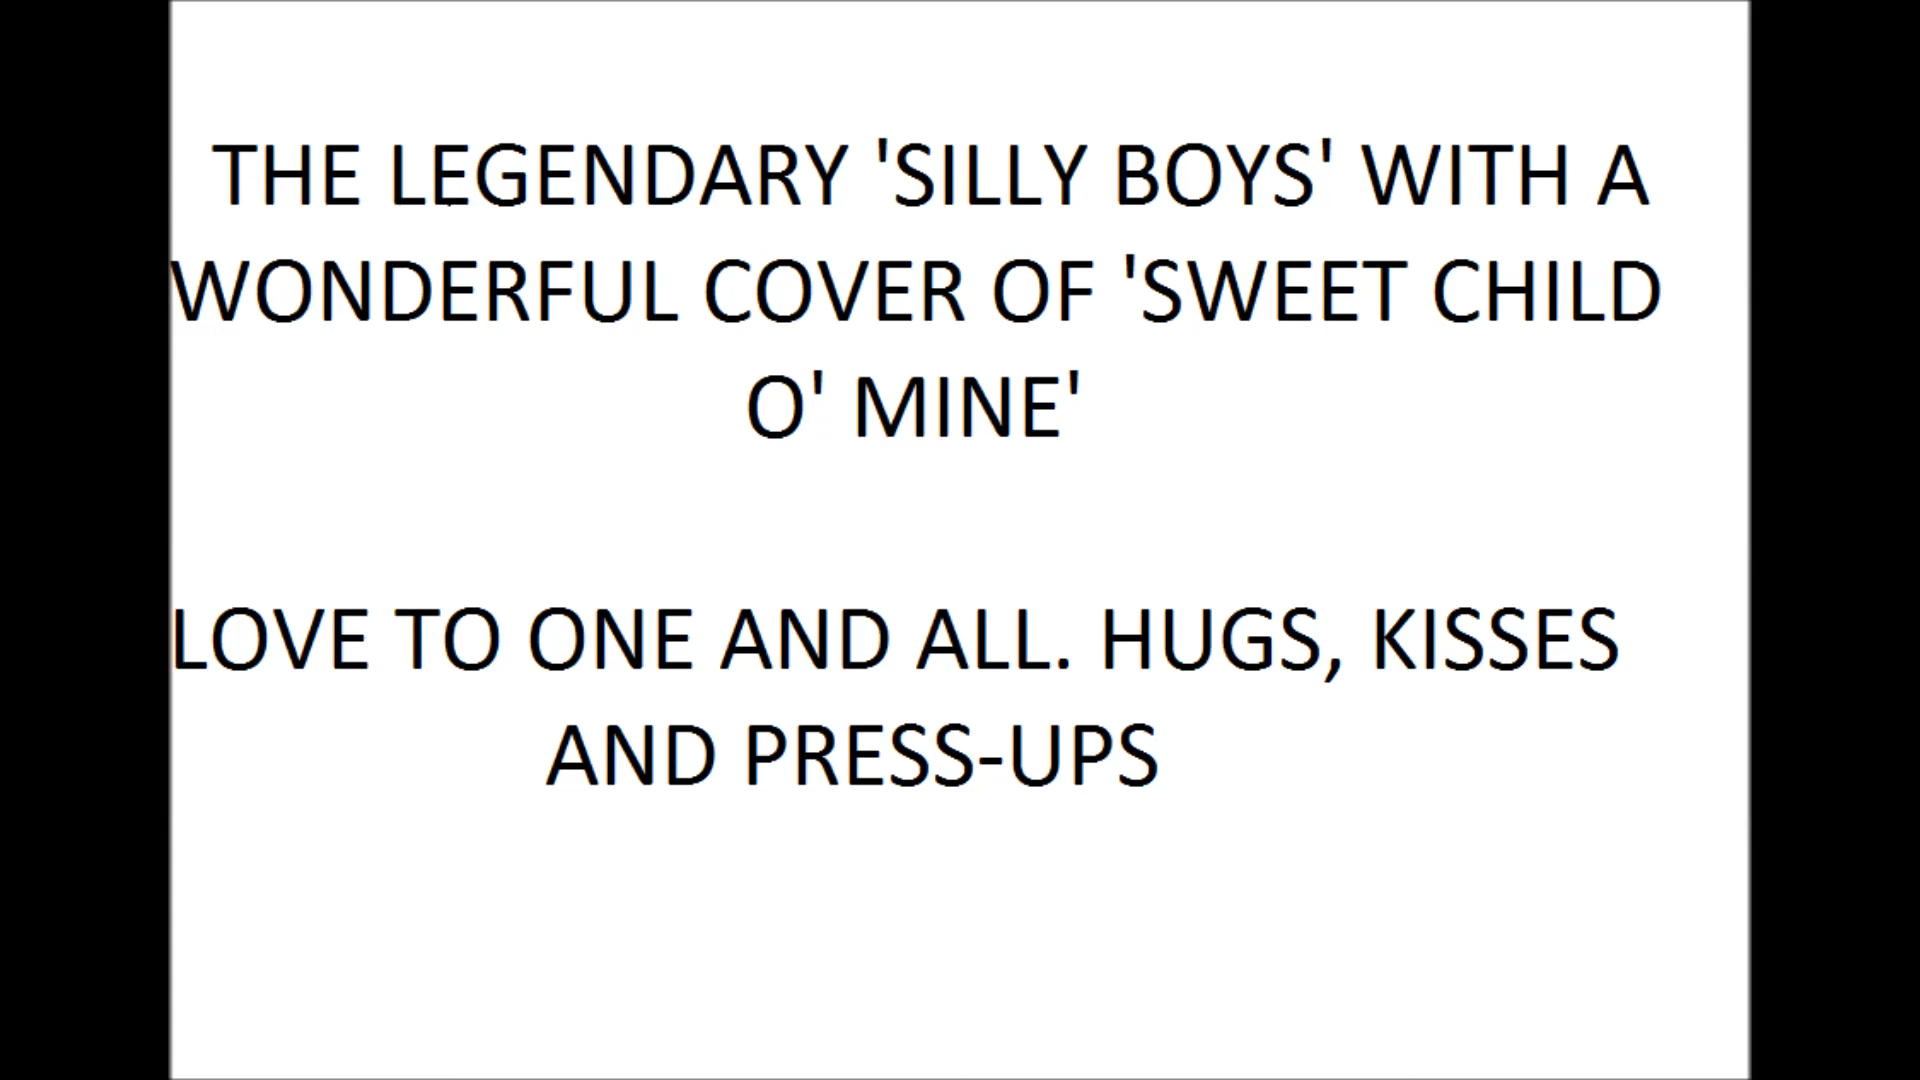 THE LEGENDARY 'SILLY BOYS' WITH A
WONDERFUL COVER OF 'SWEET CHILD
O' MINE'
LOVE TO ONE AND ALL. HUGS, KISSES
AND PRESS-UPS